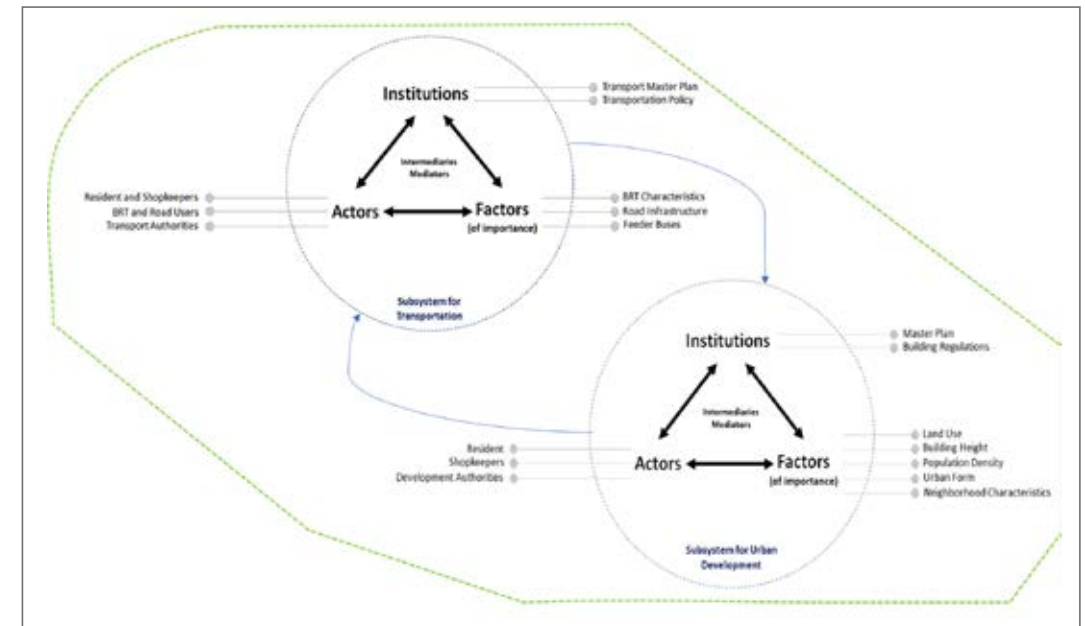 Institutions
Transport Master Plan
Transportation Policy
Intermediaries
Mediators
Resident and Shopkeepers
BRT and Road Users
Transport Authorities
Actors
Factors
(of importance)
BRT Characteristics
Road Infrastructure
Feeder Buses
Subsystem for
Transportation
Institutions
Master Plan
Building Regulations
Intermediaries
Mediators
Resident
Shopkeepers
Development Authorities
Actors
Factors
(of importance)
Land Use
Building Height
Population Density
Urban Form
Neighborhood Characteristics
Subsystem for Urban
Development